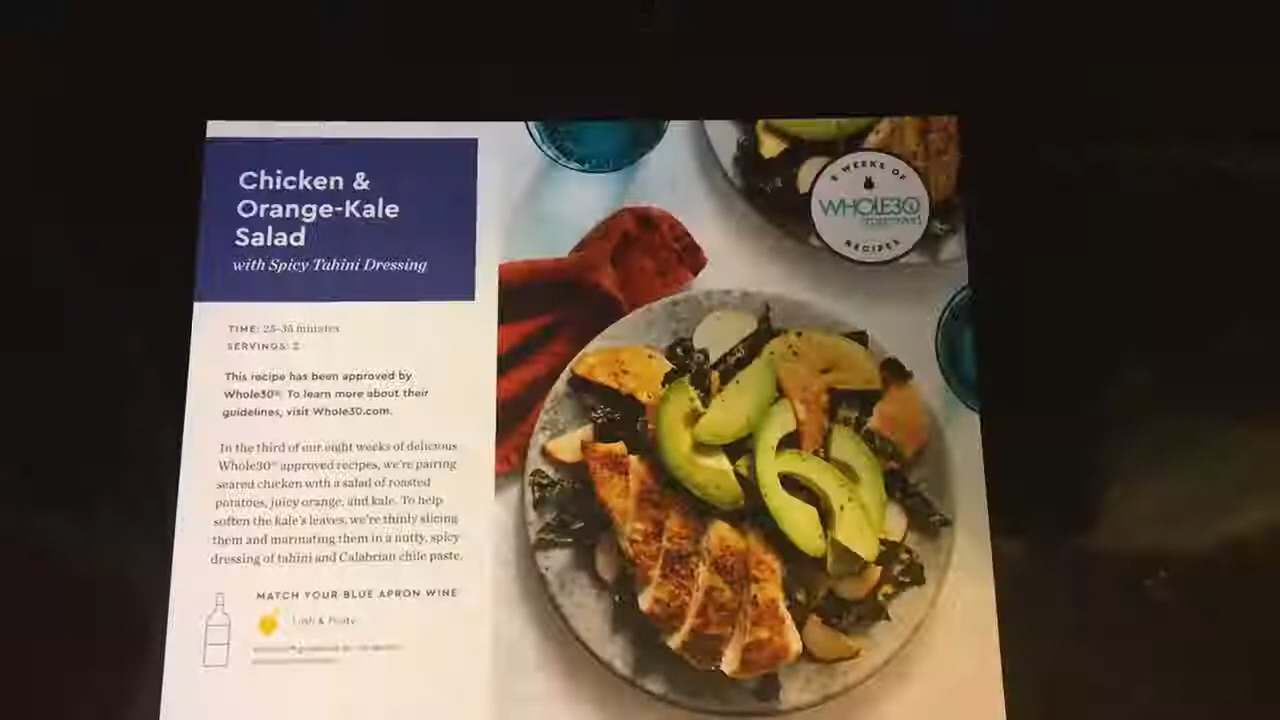 Chicken &
Orange-Kale
Salad
with Spicy Tahini Dressing
TIME: 25-35 minutes
SERVINGS: 2
This recipe has been approved by
Whole30®. To learn more about their
guidelines, visit Whole30.com.
In the third of our eight weeks of delicious
Whole30® approved recipes, we're pairing
seared chicken with a salad of roasted
potatoes, juicy orange, and kale. To help
soften the kale's leaves, we're thinly slicing
them and marinating them in a nutty, spicy
dressing of tahini and Calabrian chile paste.
MATCH YOUR BLUE APRON WINE
Lush & Fruity
8 WEEKS OF
WHOLE30
RECIPES